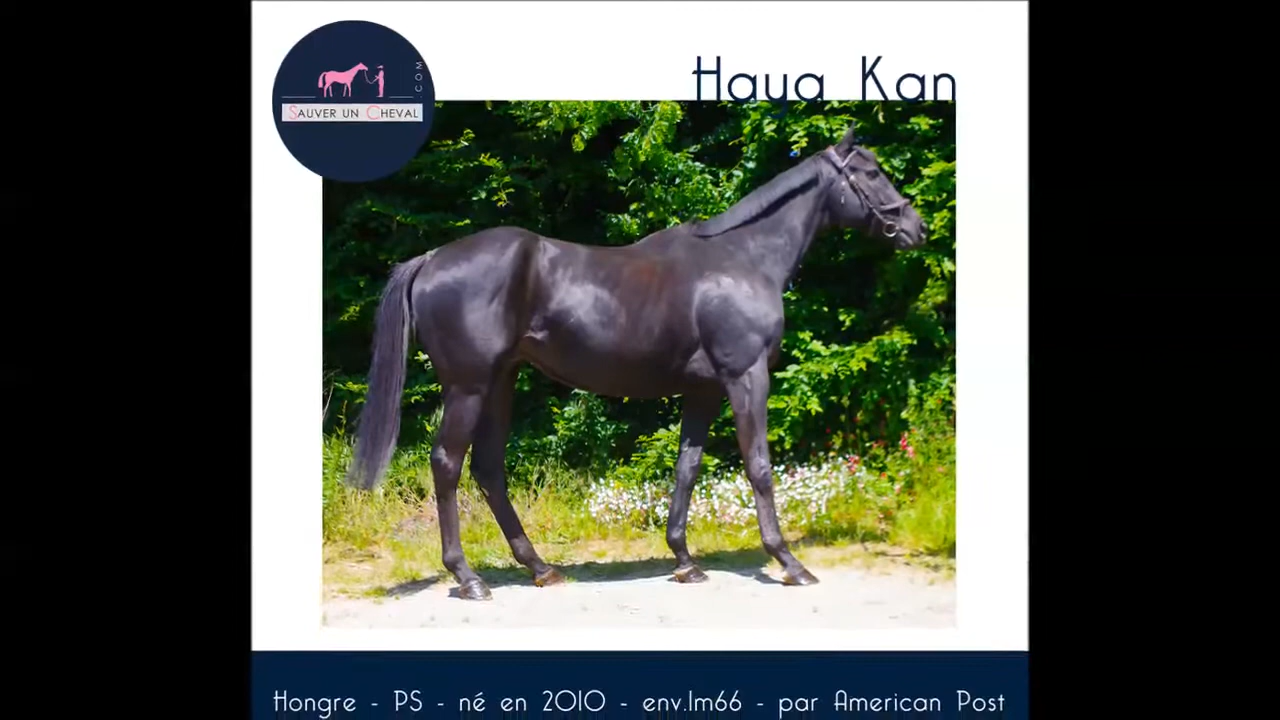 Haya Kan
.COM
SAUVER UN CHEVAL
Hongre - PS - né en 2010 - env.1m66 - par American Post